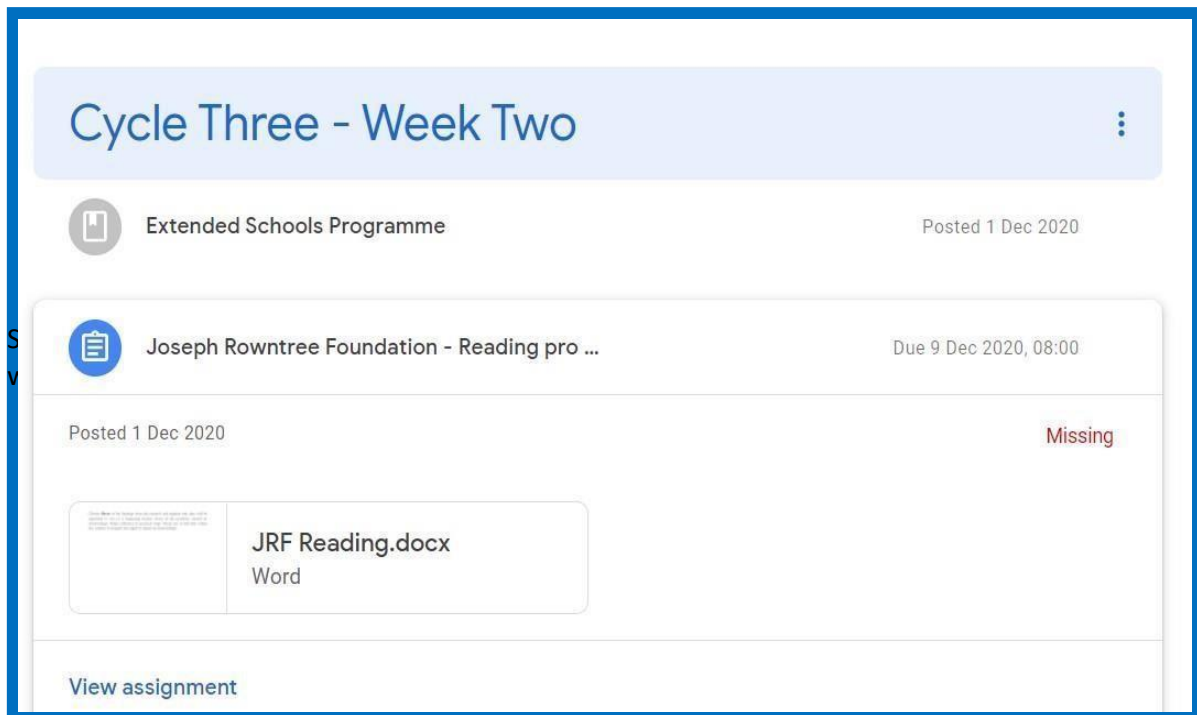 Cycle Three - Week Two
Extended Schools Programme
Posted 1 Dec 2020
Joseph Rowntree Foundation - Reading pro ...
Due 9 Dec 2020, 08:00
Posted 1 Dec 2020
Missing
JRF Reading.docx
Word
View assignment